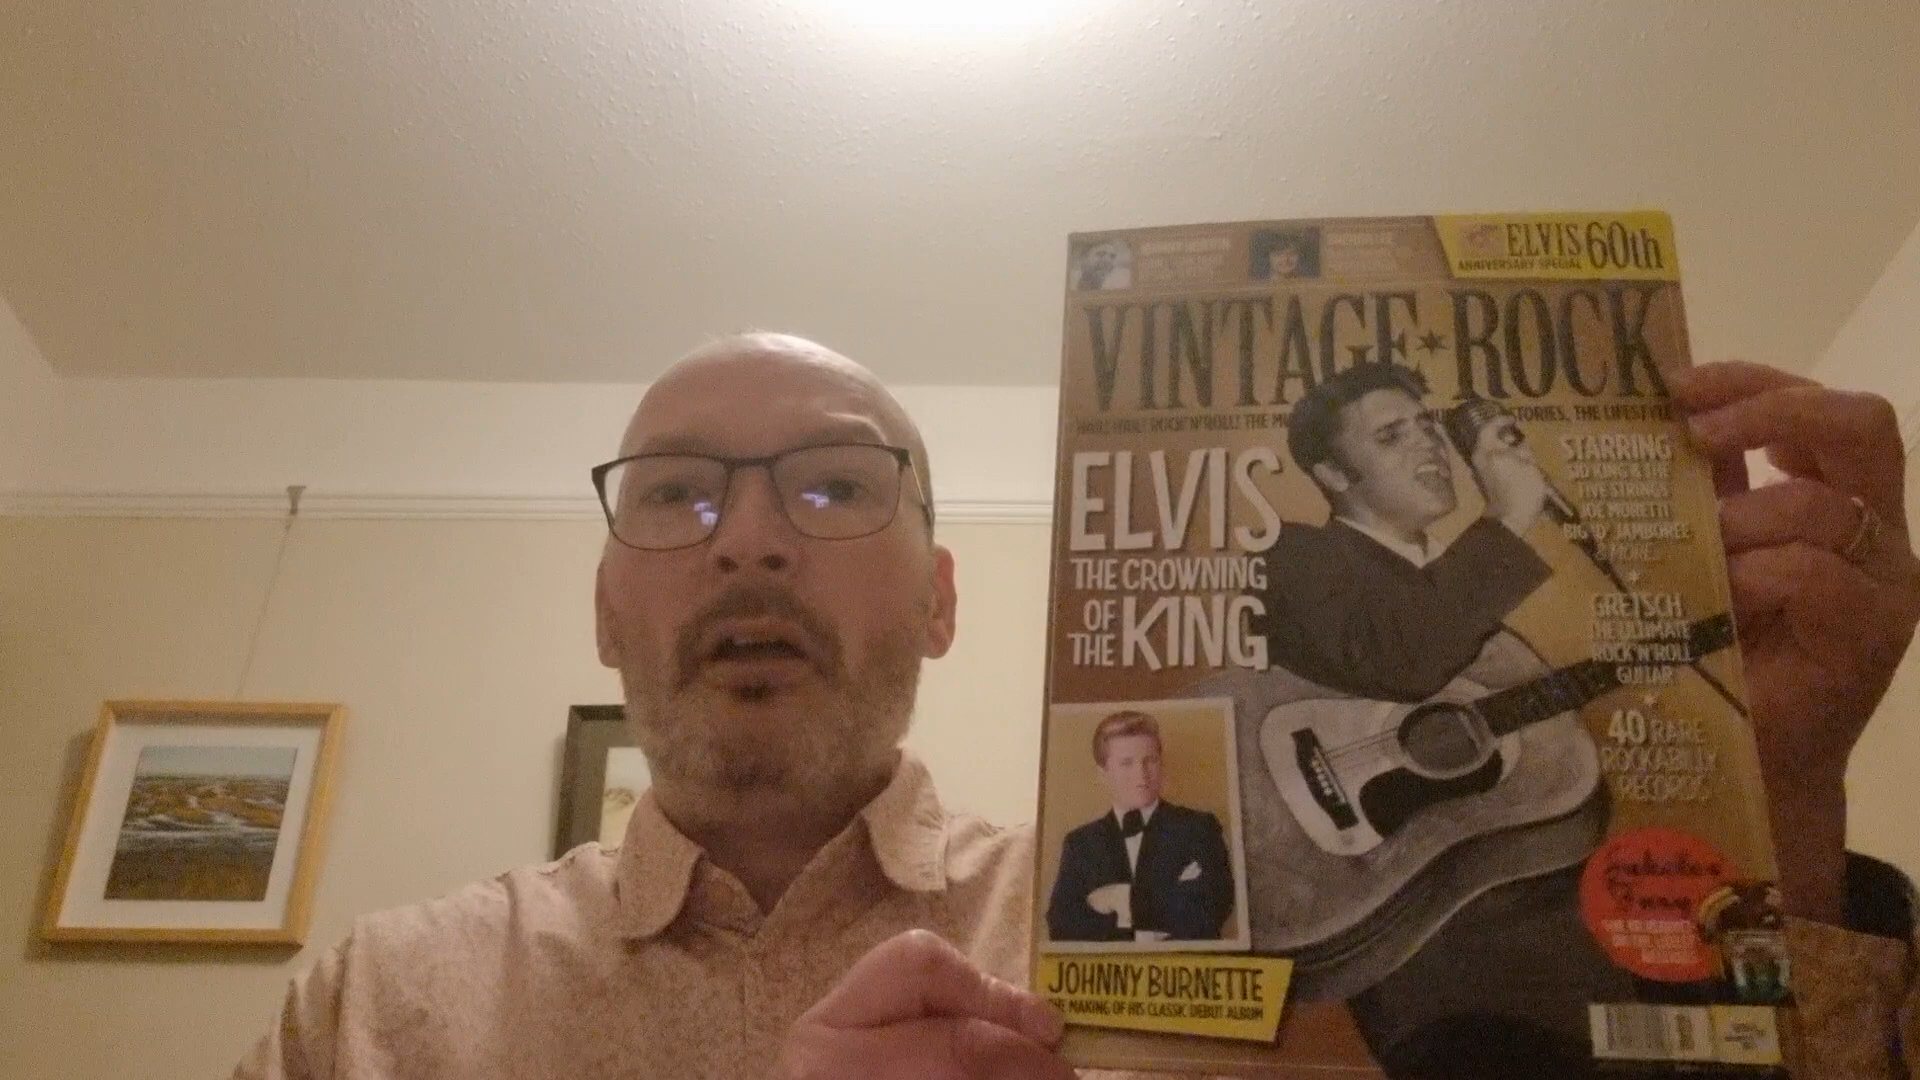 ELVIS 60th
ANNIVERSARY SPECIAL
VINTAGE ROCK
ROCK'N'ROLL! THE
STORIES, THE LIFESTYLE
ELVIS
THE CROWNING
OF
THE KING
STARRING
SID KING & THE
FIVE STRINGS
JOE MORETTI
BIG 'D' JAMBOREE
& MORE
GRETSCH
THE ULTIMATE
ROCK'N'ROLL
GUITAR
40 RARE
ROCKABILLY
RECORDS
JOHNNY BURNETTE
THE MAKING OF HIS CLASSIC DEBUT ALBUM